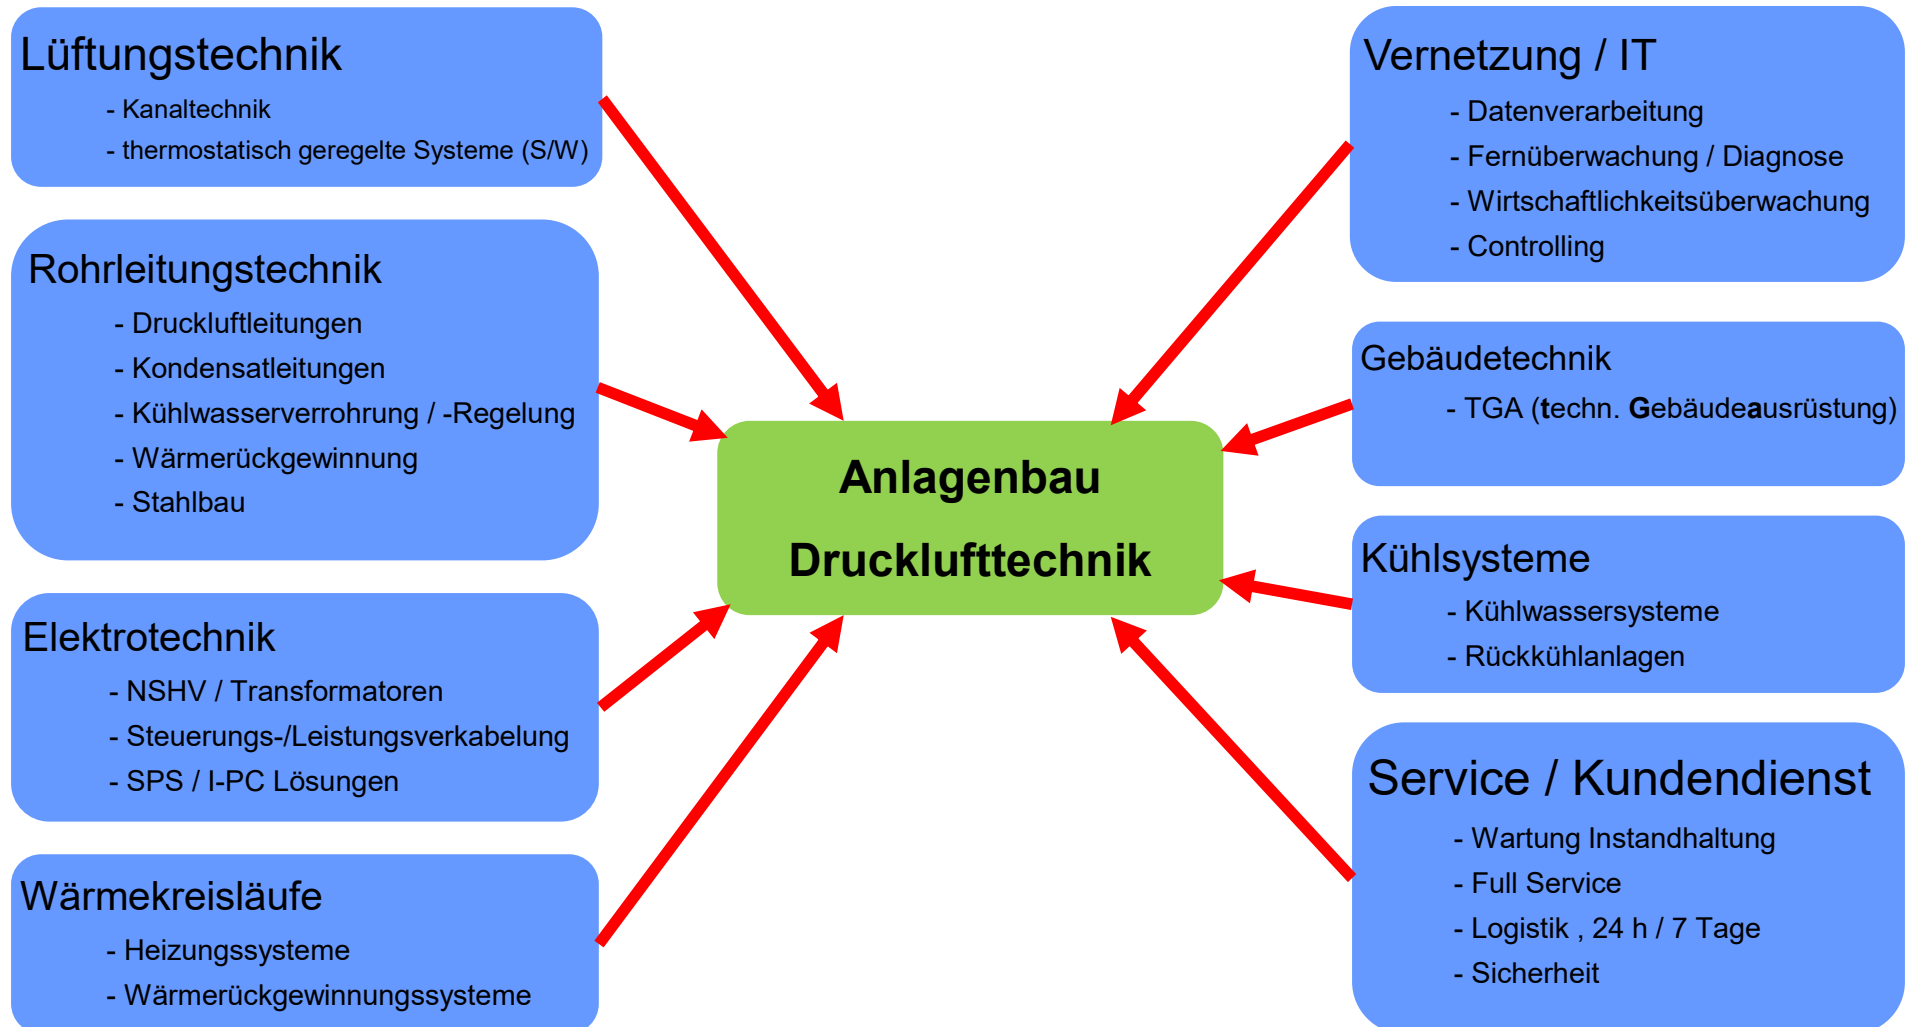 Lüftungstechnik
- Kanaltechnik
- thermostatisch geregelte Systeme (S/W)
Rohrleitungstechnik
- Druckluftleitungen
- Kondensatleitungen
- Kühlwasserverrohrung / -Regelung
- Wärmerückgewinnung
- Stahlbau
Elektrotechnik
- NSHV / Transformatoren
- Steuerungs-/Leistungsverkabelung
- SPS / I-PC Lösungen
Wärmekreisläufe
- Heizungssysteme
- Wärmerückgewinnungssysteme
Anlagenbau
Drucklufttechnik
Vernetzung / IT
- Datenverarbeitung
- Fernüberwachung / Diagnose
- Wirtschaftlichkeitsüberwachung
- Controlling
Gebäudetechnik
- TGA (techn. Gebäudeausrüstung)
Kühlsysteme
- Kühlwassersysteme
- Rückkühlanlagen
Service / Kundendienst
- Wartung Instandhaltung
- Full Service
- Logistik , 24 h / 7 Tage
- Sicherheit